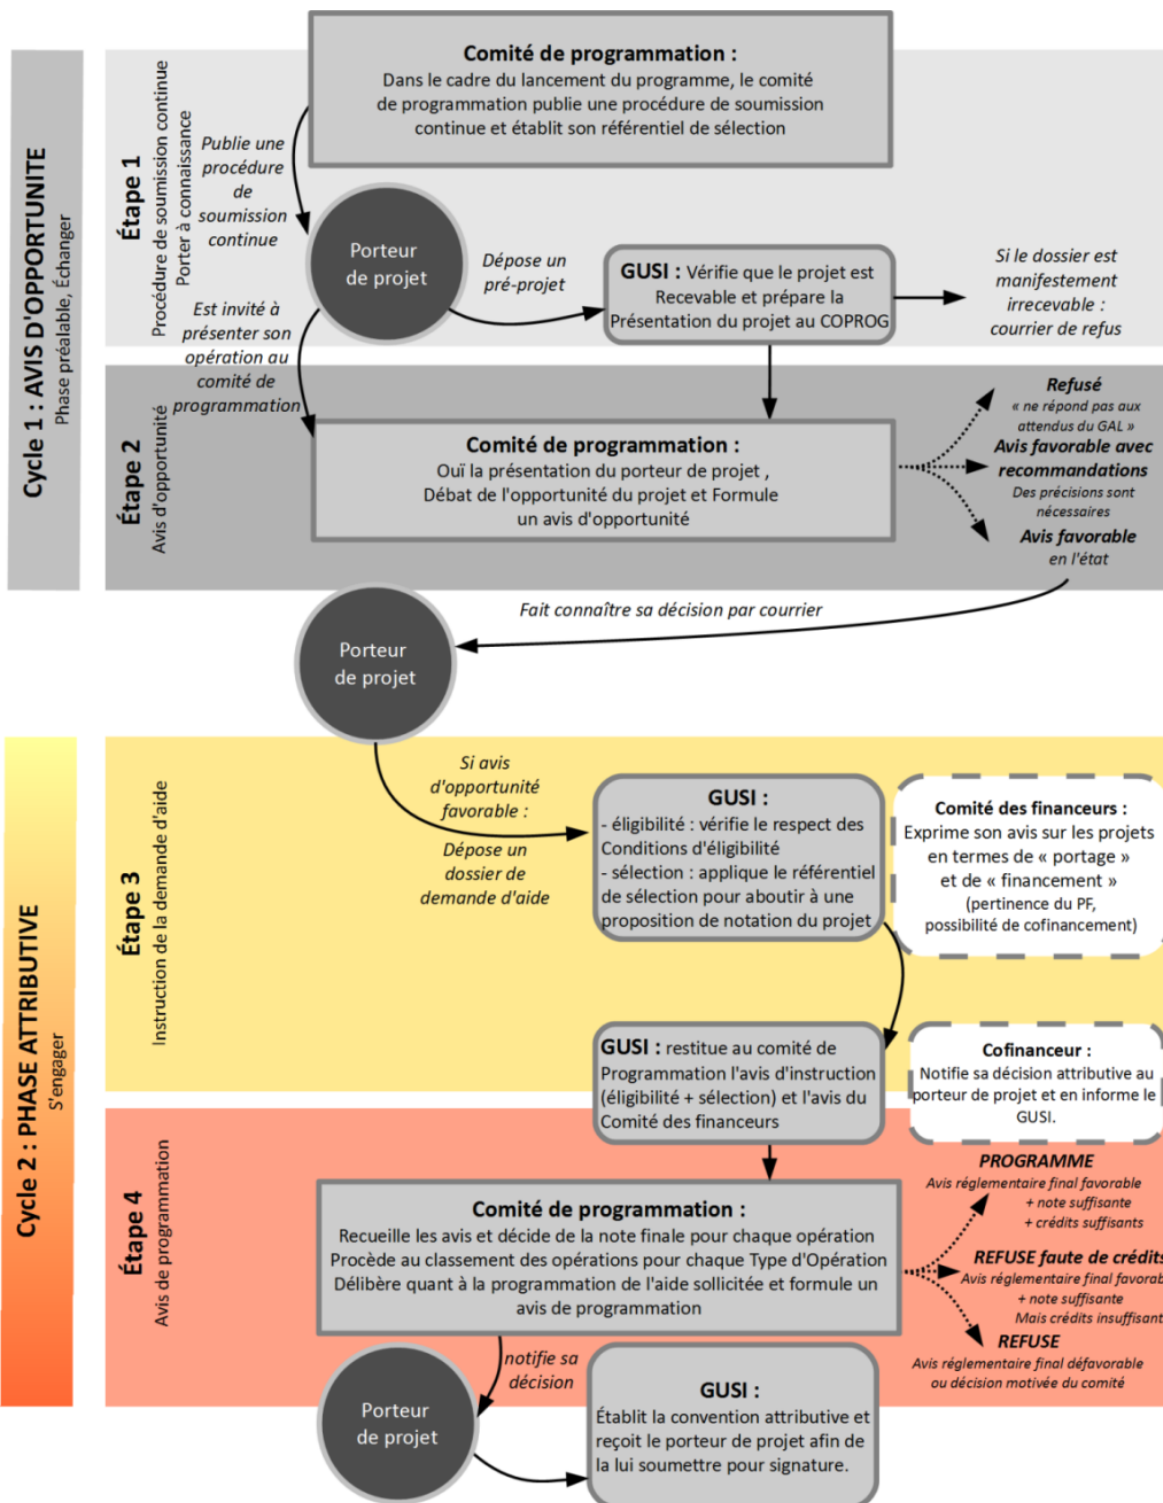 Cycle 1 : AVIS D'OPPORTUNITE
Phase préalable, Échanger
Étape 1
Procédure de soumission continue
Porter à connaissance
Comité de programmation :
Dans le cadre du lancement du programme, le comité
de programmation publie une procédure de soumission
continue et établit son référentiel de sélection
Publie une
procédure
de
soumission
continue
Porteur
de projet
Dépose un
pré-projet
GUSI : Vérifie que le projet est
Recevable et prépare la
Présentation du projet au COPROG
Si le dossier est
manifestement
irrecevable :
courrier de refus
Est invité à
présenter son
opération au
comité de
programmation
Étape 2
Avis d'opportunité
Comité de programmation :
Ouï la présentation du porteur de projet ,
Débat de l'opportunité du projet et Formule
un avis d'opportunité
Refusé
« ne répond pas aux
attendus du GAL »
Avis favorable avec
recommandations
Des précisions sont
nécessaires
Avis favorable
en l'état
Fait connaître sa décision par courrier
Porteur
de projet
Cycle 2 : PHASE ATTRIBUTIVE
S'engager
Étape 3
Instruction de la demande d'aide
Si avis
d'opportunité
favorable :
Dépose un
dossier de
demande d'aide
GUSI :
- éligibilité : vérifie le respect des
Conditions d'éligibilité
- sélection : applique le référentiel
de sélection pour aboutir à une
proposition de notation du projet
Comité des financeurs :
Exprime son avis sur les projets
en termes de « portage »
et de « financement »
(pertinence du PF,
possibilité de cofinancement)
GUSI : restitue au comité de
Programmation l'avis d'instruction
(éligibilité + sélection) et l'avis du
Comité des financeurs
Cofinanceur :
Notifie sa décision attributive au
porteur de projet et en informe le
GUSI.
Étape 4
Avis de programmation
Comité de programmation :
Recueille les avis et décide de la note finale pour chaque opération
Procède au classement des opérations pour chaque Type d'Opération
Délibère quant à la programmation de l'aide sollicitée et formule un
avis de programmation
PROGRAMME
Avis réglementaire final favorable
+ note suffisante
+ crédits suffisants
REFUSE faute de crédits
Avis réglementaire final favorab
+ note suffisante
Mais crédits insuffisant
REFUSE
Avis réglementaire final défavorable
ou décision motivée du comité
notifie sa
décision
Porteur
de projet
GUSI :
Établit la convention attributive et
reçoit le porteur de projet afin de
la lui soumettre pour signature.